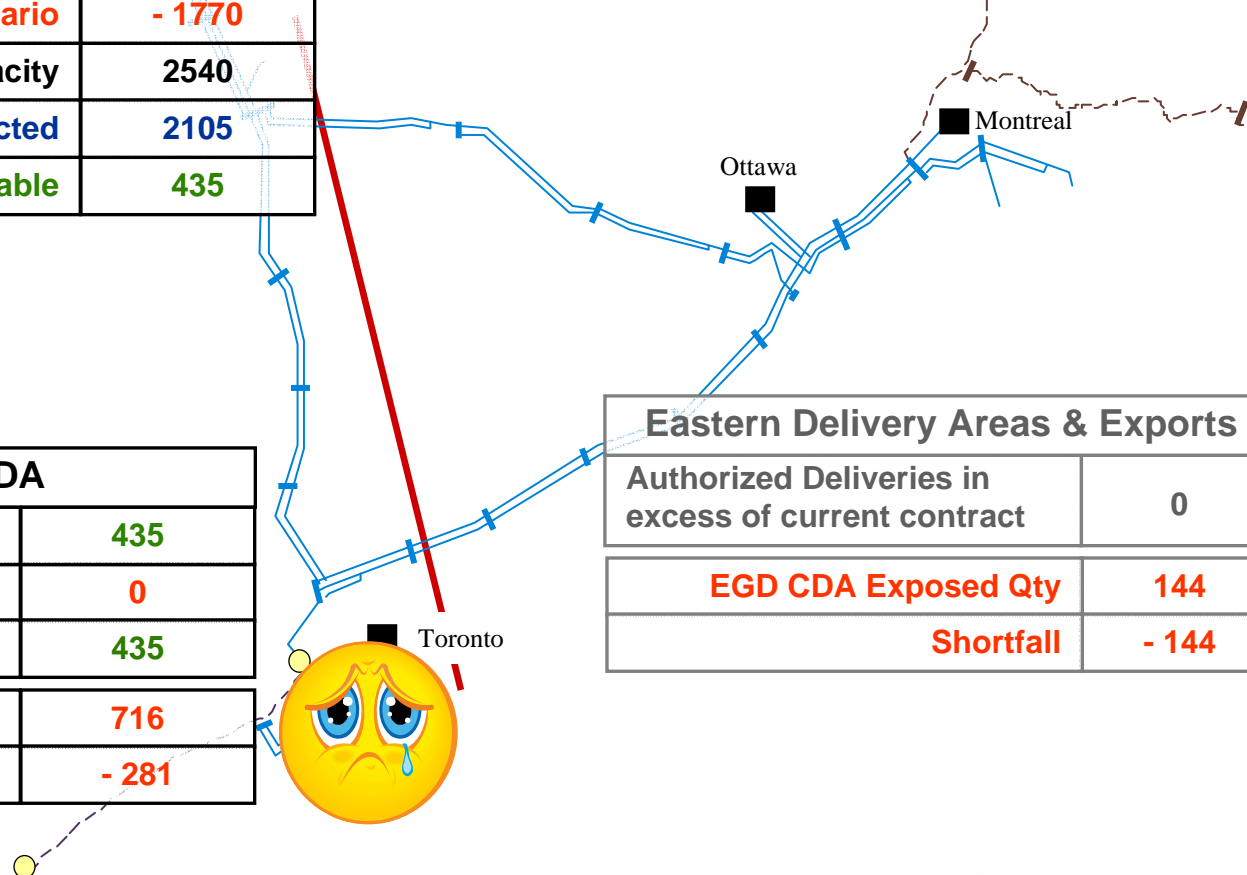 ario - 1770
acity 2540
cted 2105
able 435
Montreal
Ottawa
Eastern Delivery Areas & Exports
Authorized Deliveries in
excess of current contract 0
EGD CDA Exposed Qty 144
Shortfall - 144
DA
435
0
435
716
- 281
Toronto